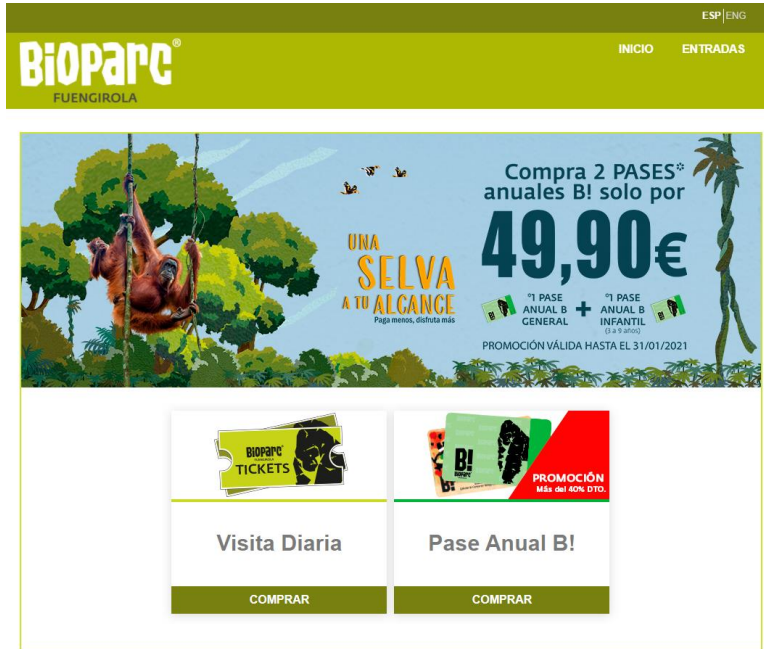 ESP|ENG
BIOPARC®
FUENGIROLA
INICIO ENTRADAS
Compra 2 PASES*
anuales B! solo por
49,90€
UNA
SELVA
A TU ALCANCE
Paga menos, disfruta más
*1 PASE
ANUAL B
GENERAL
+
*1 PASE
ANUAL B
INFANTIL
(3 a 9 años)
PROMOCIÓN VÁLIDA HASTA EL 31/01/2021
BIOPARC
FUENGIROLA
TICKETS
Visita Diaria
COMPRAR
B!
BIOPARC
PROMOCIÓN
Más del 40% DTO.
Pase Anual B!
COMPRAR